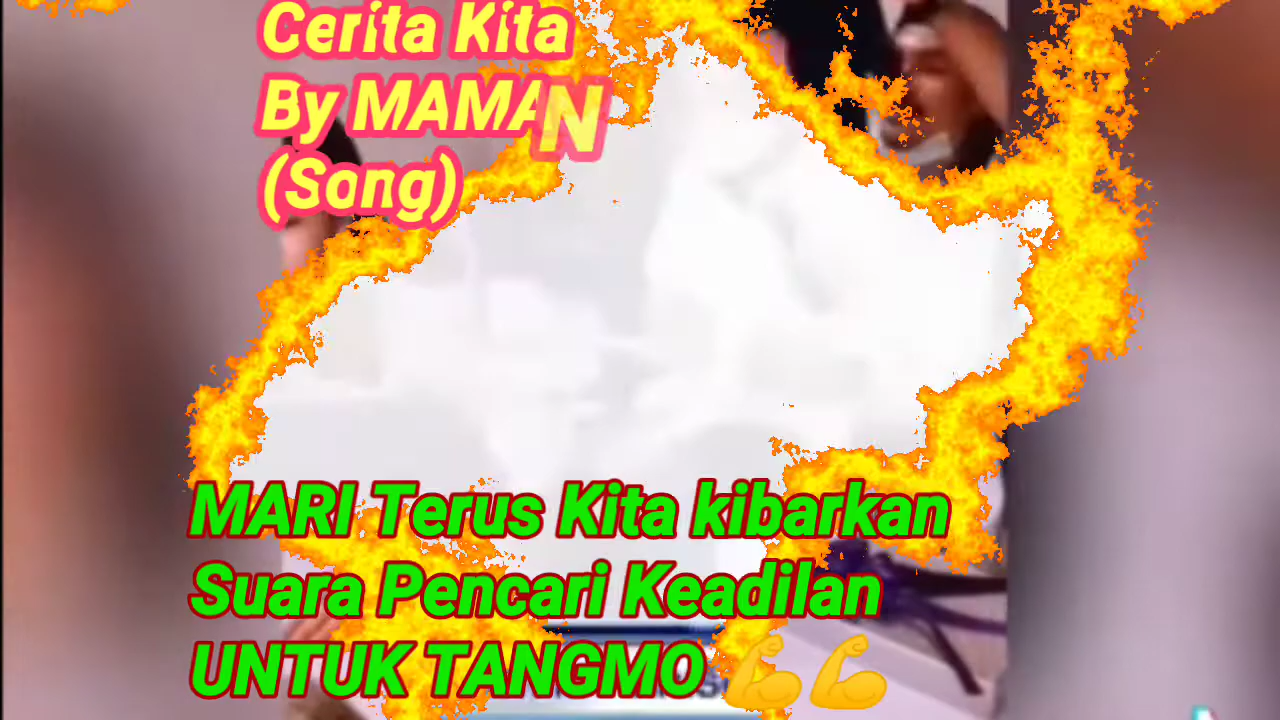 Cerita Kita
By MAMAN
(Song)
MARI Terus Kita kibarkan
Suara Pencari Keadilan
UNTUK TANGMO 💪💪